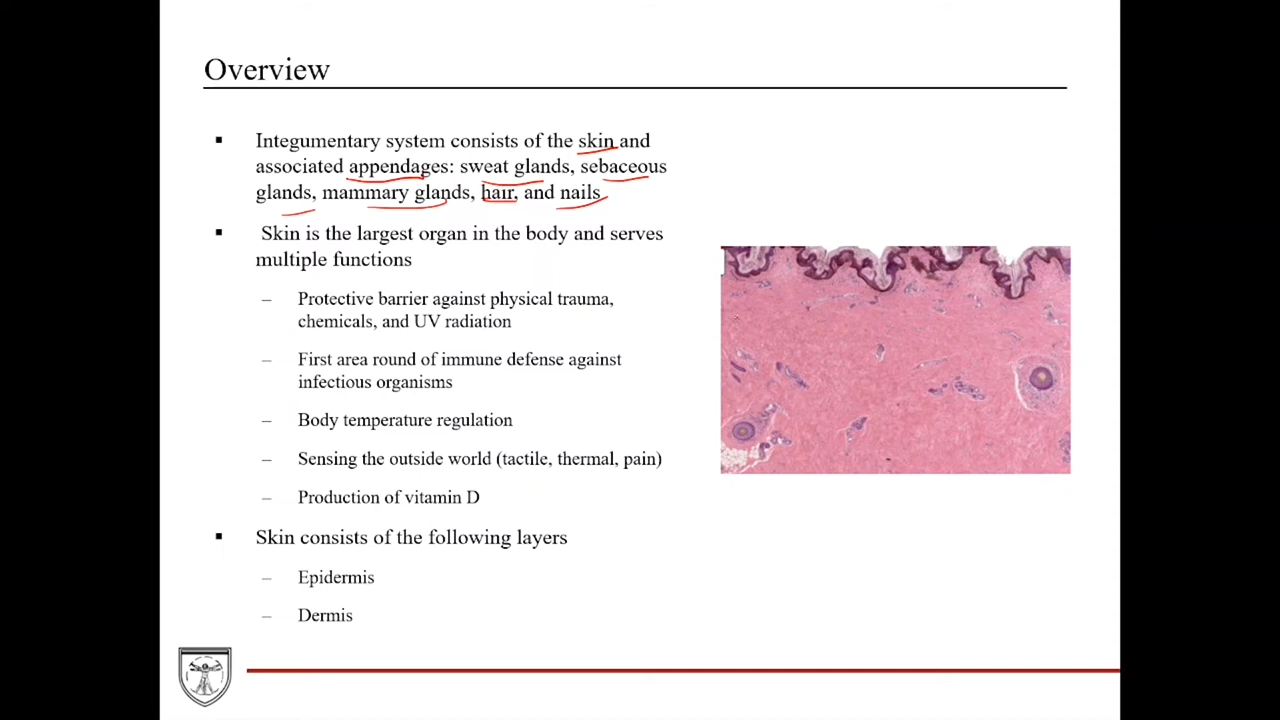 Overview
▪ Integumentary system consists of the skin and
associated appendages: sweat glands, sebaceous
glands, mammary glands, hair, and nails
▪ Skin is the largest organ in the body and serves
multiple functions
– Protective barrier against physical trauma,
chemicals, and UV radiation
– First area round of immune defense against
infectious organisms
– Body temperature regulation
– Sensing the outside world (tactile, thermal, pain)
– Production of vitamin D
▪ Skin consists of the following layers
– Epidermis
– Dermis